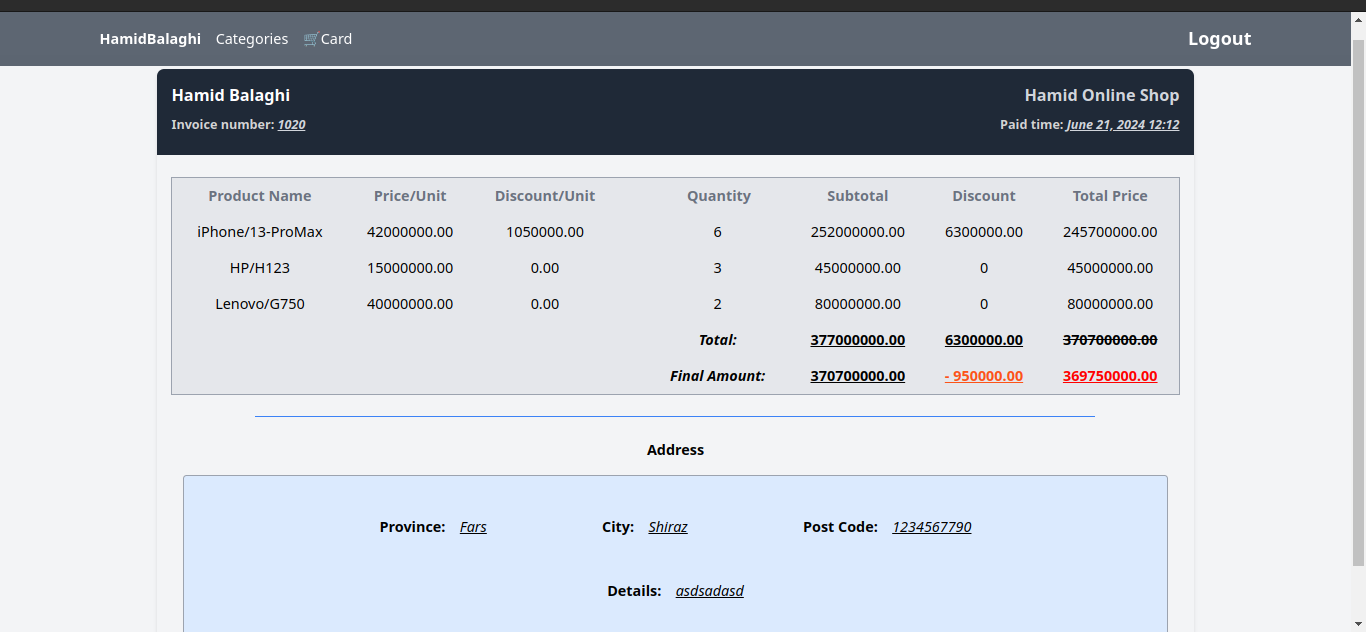 HamidBalaghi Categories 🛒Card Logout
Hamid Balaghi Hamid Online Shop
Invoice number: 1020 Paid time: June 21, 2024 12:12
Product Name Price/Unit Discount/Unit Quantity Subtotal Discount Total Price
iPhone/13-ProMax 42000000.00 1050000.00 6 252000000.00 6300000.00 245700000.00
HP/H123 15000000.00 0.00 3 45000000.00 0 45000000.00
Lenovo/G750 40000000.00 0.00 2 80000000.00 0 80000000.00
Total: 377000000.00 6300000.00 370700000.00
Final Amount: 370700000.00 - 950000.00 369750000.00
Address
Province: Fars City: Shiraz Post Code: 1234567790
Details: asdsadasd